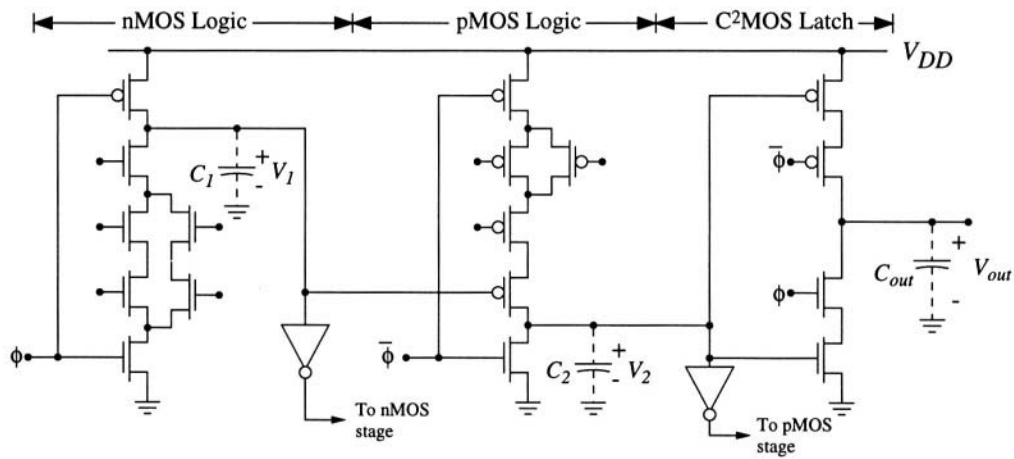 nMOS Logic
pMOS Logic
C²MOS Latch
V_DD
C_1
+
-
V_1
ϕ̅
C_out
+
-
V_out
ϕ
ϕ
ϕ̅
C_2
+
-
V_2
To nMOS
stage
To pMOS
stage